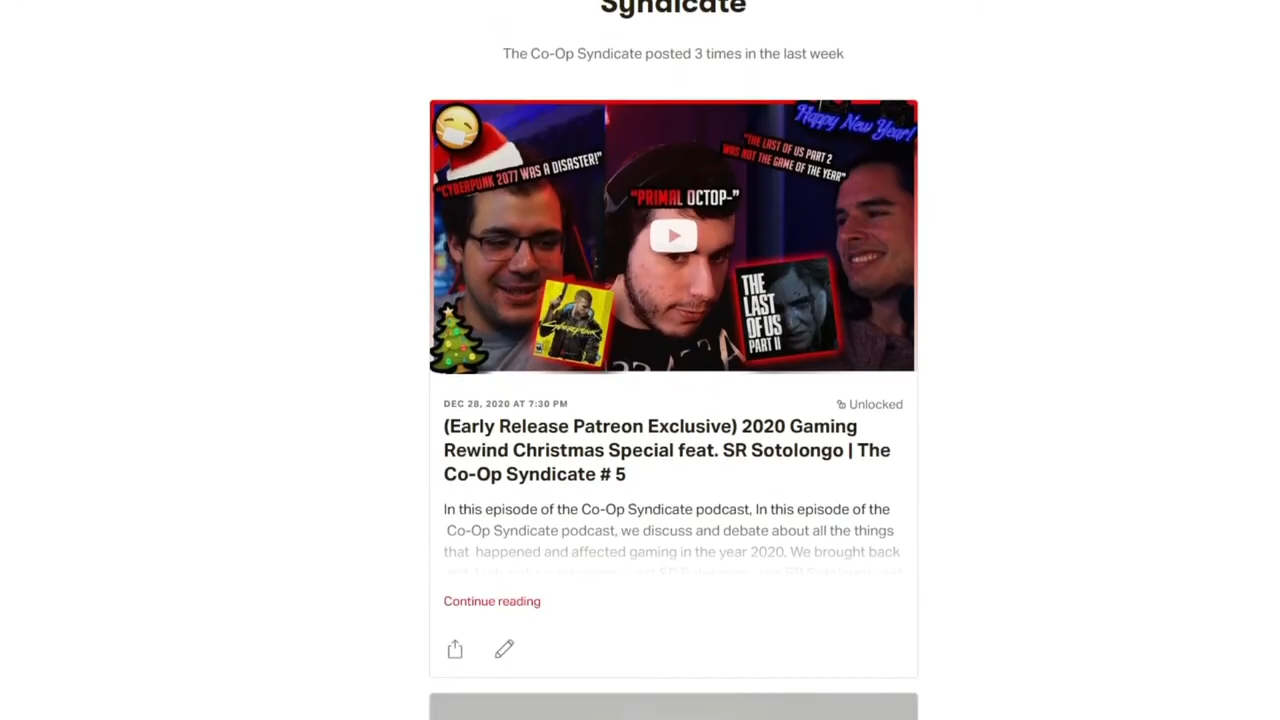 Syndicate
The Co-Op Syndicate posted 3 times in the last week
Happy New Year!
"THE LAST OF US PART 2
WAS NOT THE GAME OF THE YEAR"
"CYBERPUNK 2077 WAS A DISASTER!"
"PRIMAL OCTOP-"
Cyberpunk
THE
LAST
OF US
PART II
DEC 28, 2020 AT 7:30 PM
Unlocked
(Early Release Patreon Exclusive) 2020 Gaming
Rewind Christmas Special feat. SR Sotolongo | The
Co-Op Syndicate # 5
In this episode of the Co-Op Syndicate podcast, In this episode of the
Co-Op Syndicate podcast, we discuss and debate about all the things
that happened and affected gaming in the year 2020. We brought back
Continue reading